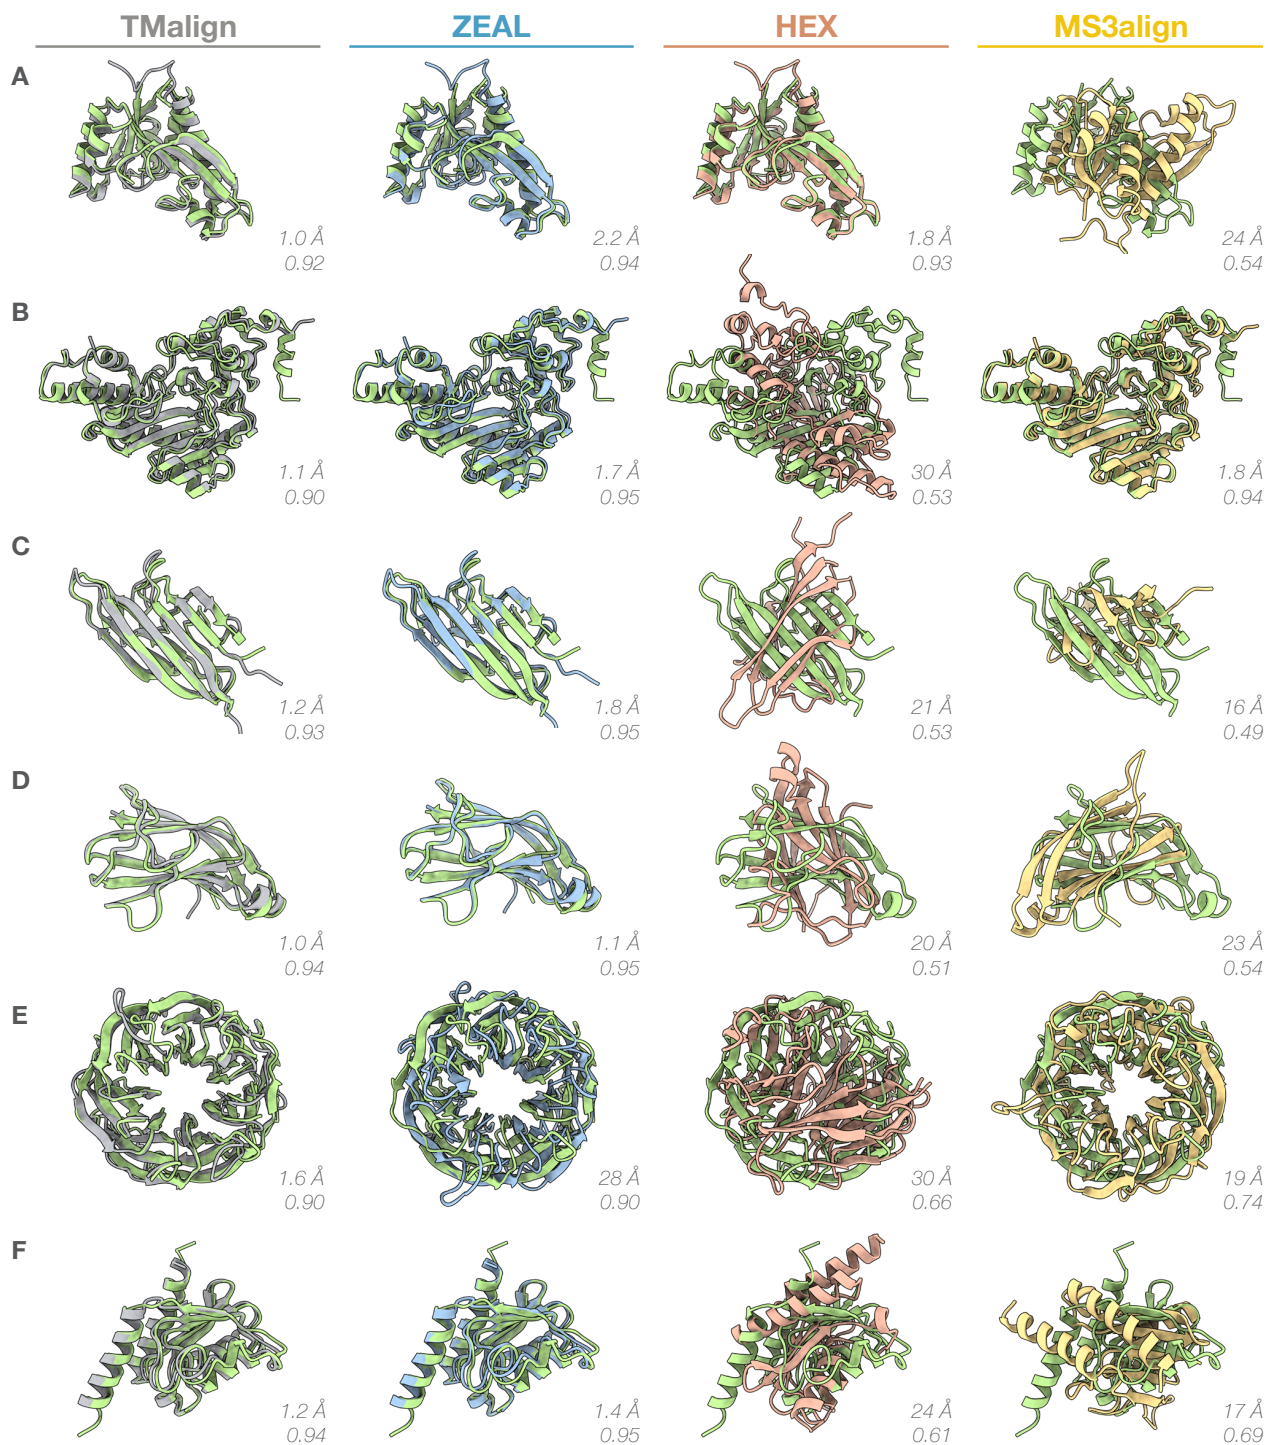 TMalign ZEAL HEX MS3align
A
1.0 Å 2.2 Å 1.8 Å 24 Å
0.92 0.94 0.93 0.54
B
1.1 Å 1.7 Å 30 Å 1.8 Å
0.90 0.95 0.53 0.94
C
1.2 Å 1.8 Å 21 Å 16 Å
0.93 0.95 0.53 0.49
D
1.0 Å 1.1 Å 20 Å 23 Å
0.94 0.95 0.51 0.54
E
1.6 Å 28 Å 30 Å 19 Å
0.90 0.90 0.66 0.74
F
1.2 Å 1.4 Å 24 Å 17 Å
0.94 0.95 0.61 0.69